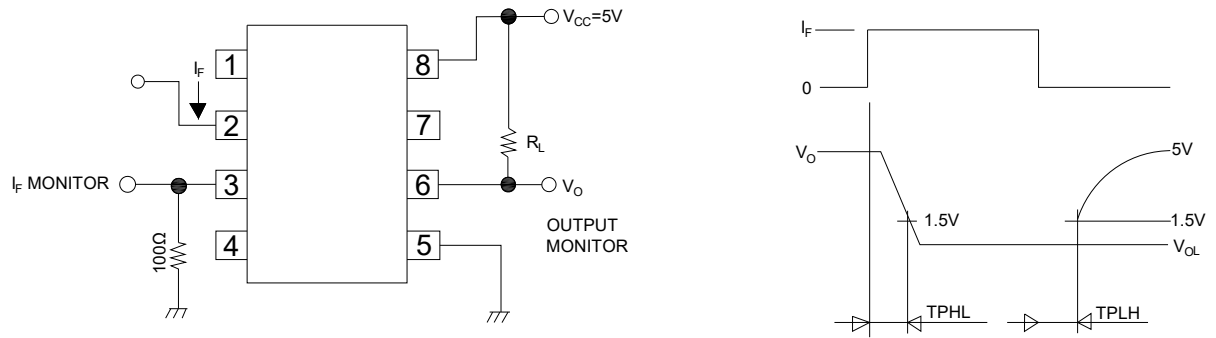 V_CC=5V
1
8
I_F
2
7
R_L
I_F MONITOR
3
6
V_O
OUTPUT
MONITOR
4
5
100Ω
I_F
0
V_O
5V
1.5V
1.5V
V_OL
TPHL
TPLH